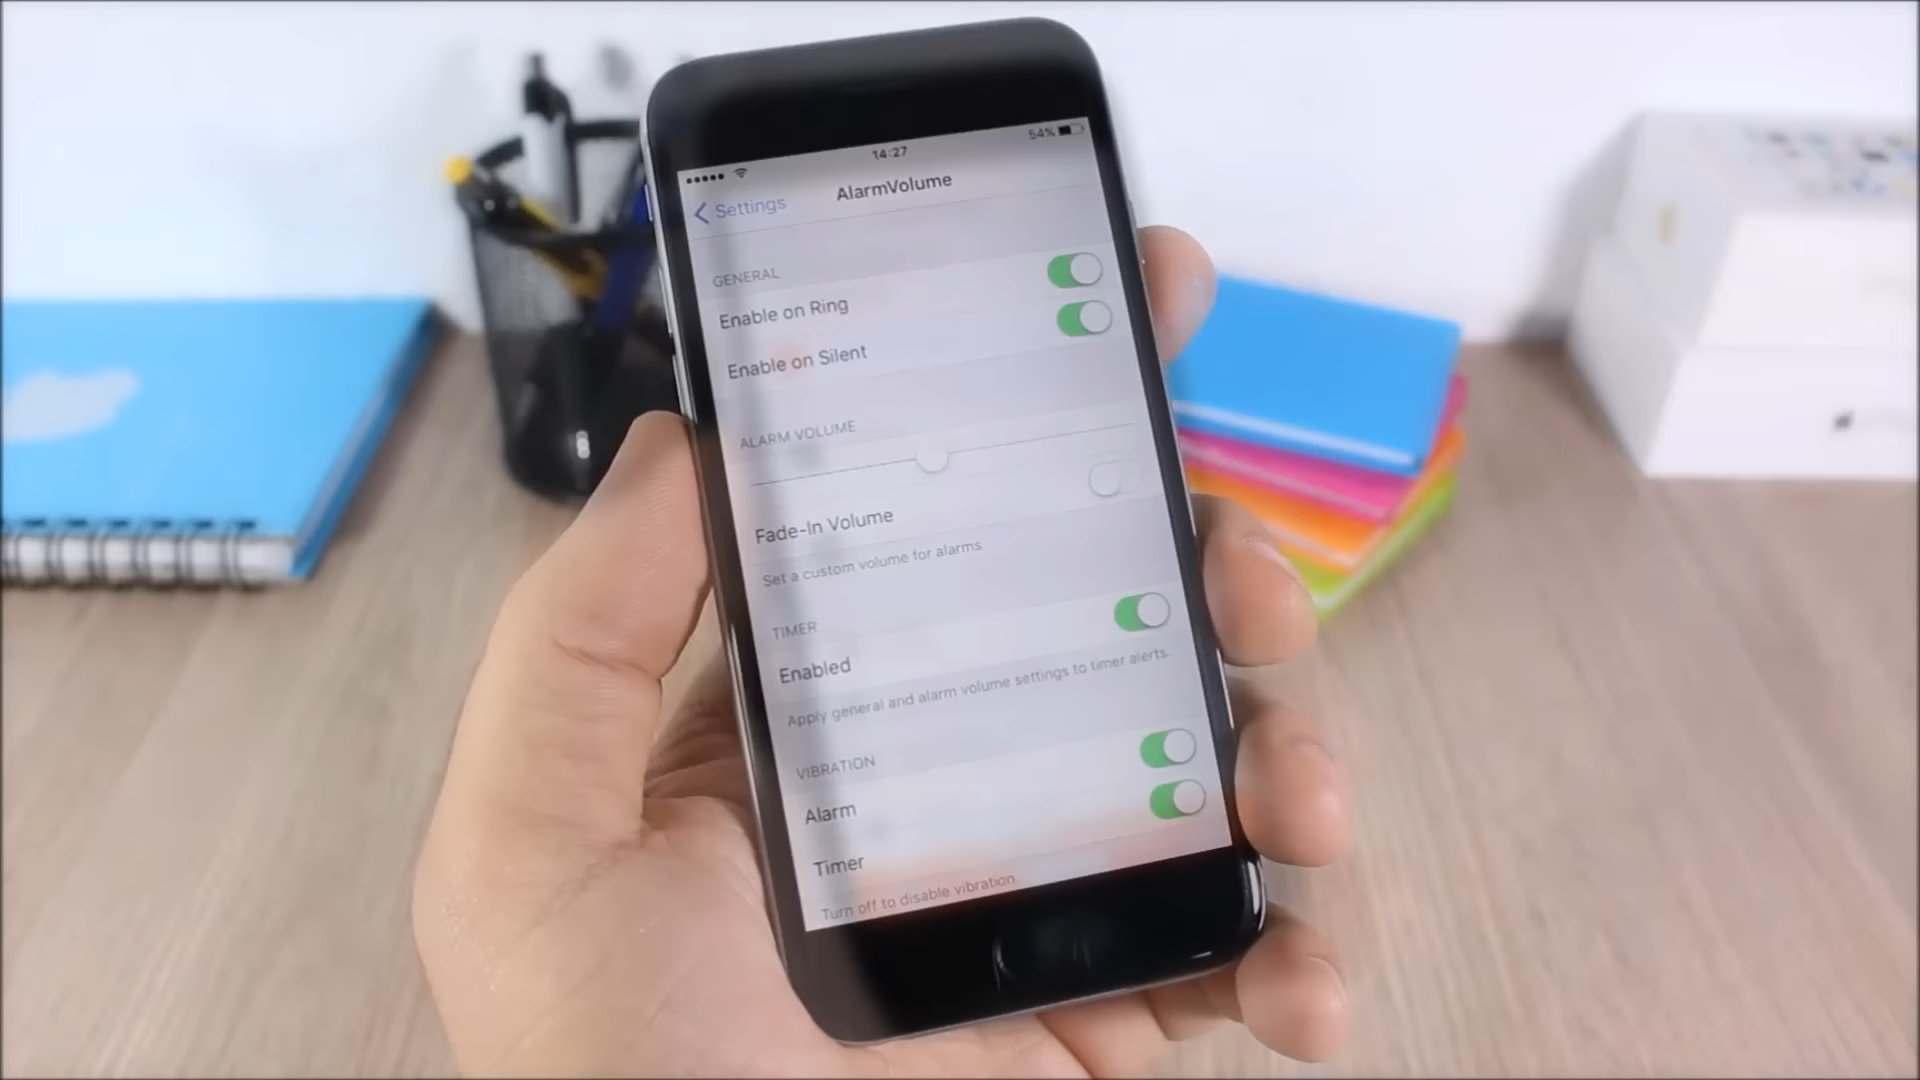 54%
14:27
Settings
AlarmVolume
GENERAL
Enable on Ring
Enable on Silent
ALARM VOLUME
Fade-In Volume
Set a custom volume for alarms.
TIMER
Enabled
Apply general and alarm volume settings to timer alerts.
VIBRATION
Alarm
Timer
Turn off to disable vibration.